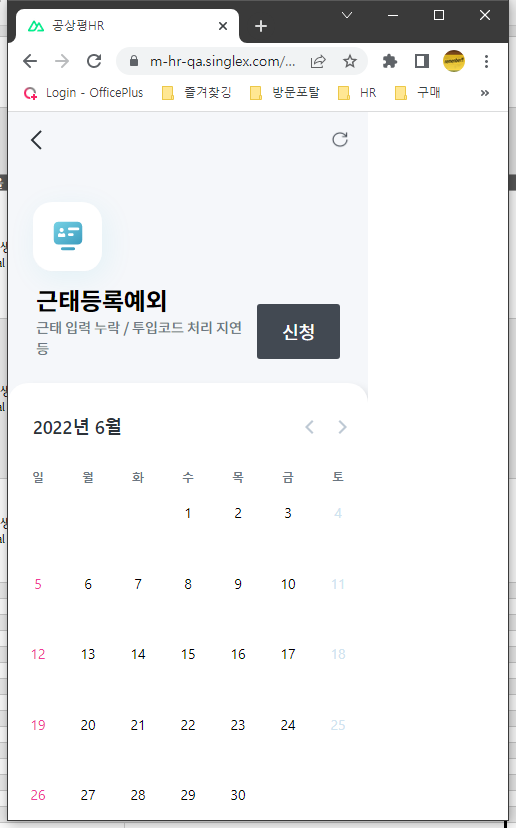 공상평HR
m-hr-qa.singlex.com/...
Login - OfficePlus 즐겨찾깅 방문포탈 HR 구매 »
근태등록예외
근태 입력 누락 / 투입코드 처리 지연 등
신청
2022년 6월
일 월 화 수 목 금 토
1 2 3 4
5 6 7 8 9 10 11
12 13 14 15 16 17 18
19 20 21 22 23 24 25
26 27 28 29 30